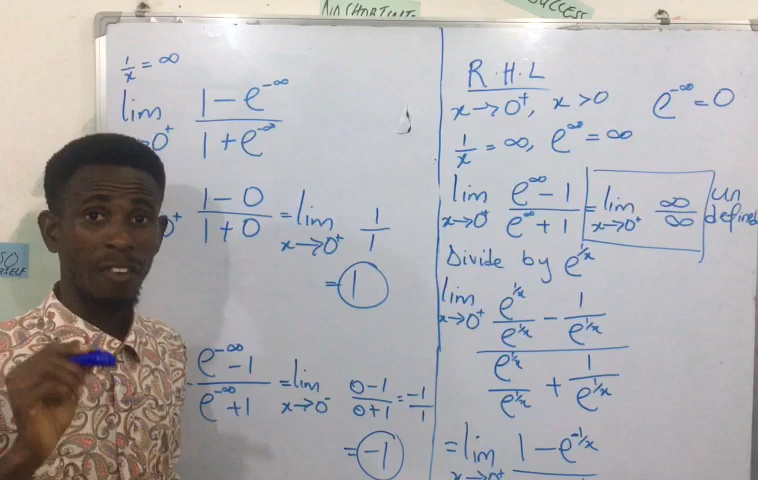 SUCCESS
1/x = ∞
lim 1-e^-∞ / 1+e^-∞
0⁺
0⁺ 1-0 / 1+0 = lim x→0⁺ 1/1
= 1
e^-∞ -1 / e^-∞ +1 = lim x→0⁻ 0-1 / 0+1 = -1/1
= -1
R.H.L
x→0⁺, x>0 e^-∞ = 0
1/x = ∞, e^∞ = ∞
lim x→0⁺ e^∞ -1 / e^∞ +1 = lim x→0⁺ ∞/∞ Un defined
Divide by e^1/x
lim x→0⁺ e^1/x / e^1/x - 1 / e^1/x
e^1/x / e^1/x + 1 / e^1/x
= lim x→0⁺ 1-e^-1/x